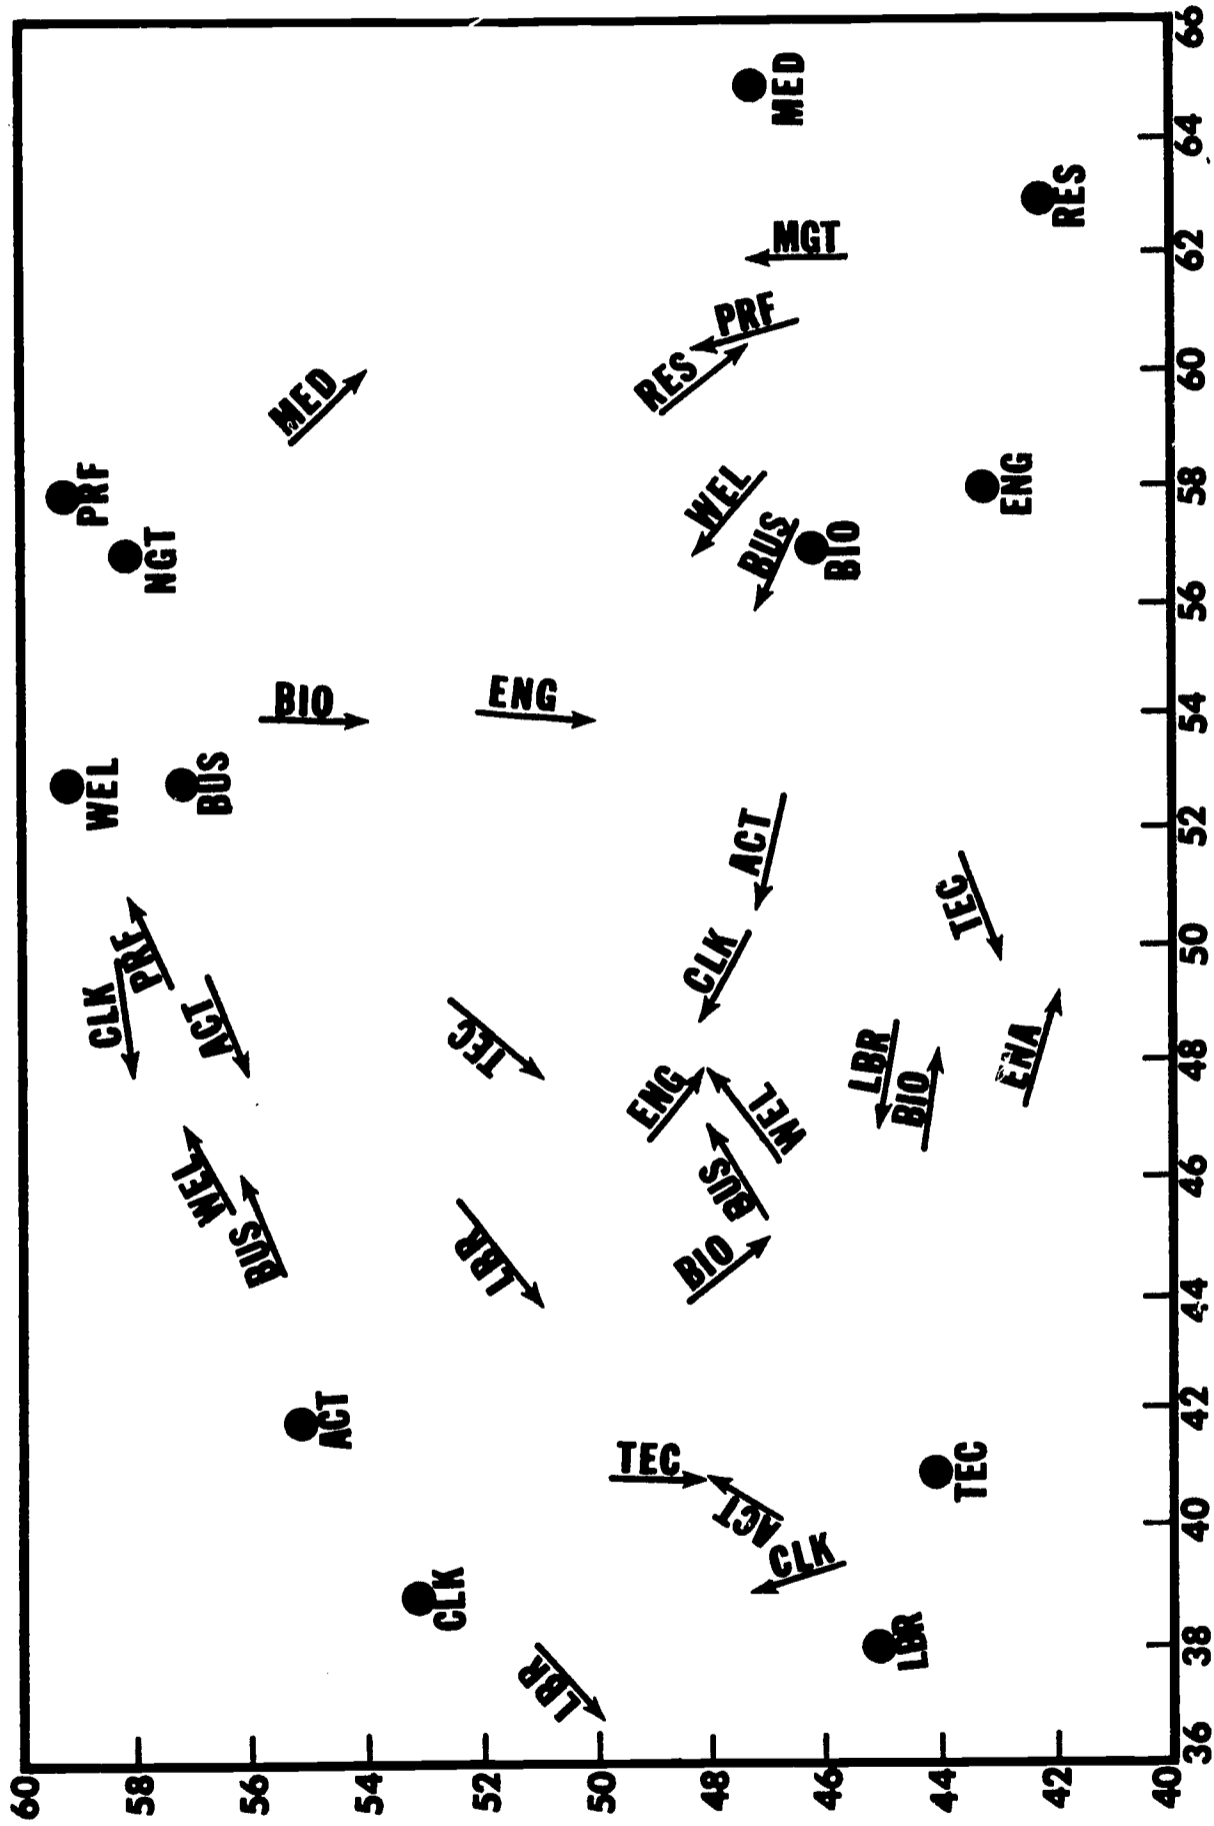 60
PRF
WEL
CLK
PRF
58
NGT
WEL
ACT
BUS
BUS
56
BIO
MED
ACT
54
CLK
LBR
TEC
ENG
52
LBR
50
TEC
ENG
RES
BIO
CLK
WEL
PRF
48
BUS
ACT
ACT
BUS
WEL
MED
CLK
MGT
46
BIO
LBR
LBR
BIO
44
TEC
TEC
ENG
ENA
RES
42
40
36 38 40 42 44 46 48 50 52 54 56 58 60 62 64 66